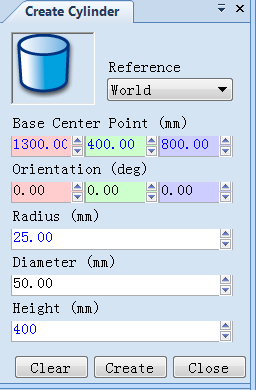 Create Cylinder
Reference
World
Base Center Point (mm)
1300.00 400.00 800.00
Orientation (deg)
0.00 0.00 0.00
Radius (mm)
25.00
Diameter (mm)
50.00
Height (mm)
400
Clear Create Close